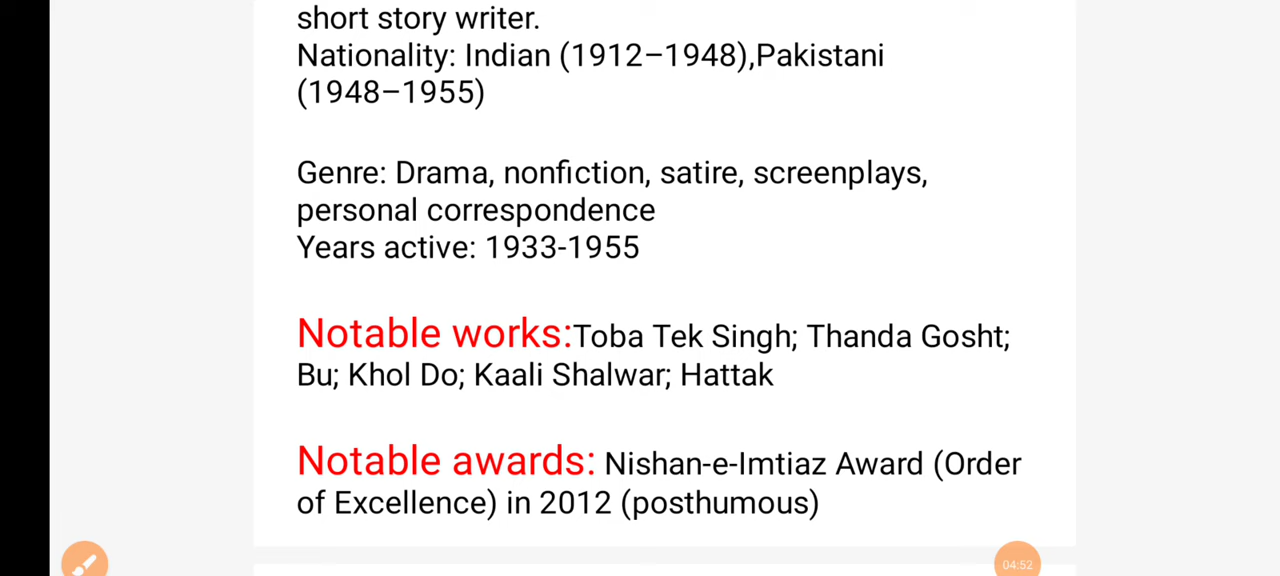 short story writer.
Nationality: Indian (1912–1948),Pakistani
(1948–1955)
Genre: Drama, nonfiction, satire, screenplays,
personal correspondence
Years active: 1933-1955
Notable works:Toba Tek Singh; Thanda Gosht;
Bu; Khol Do; Kaali Shalwar; Hattak
Notable awards: Nishan-e-Imtiaz Award (Order
of Excellence) in 2012 (posthumous)
04:52